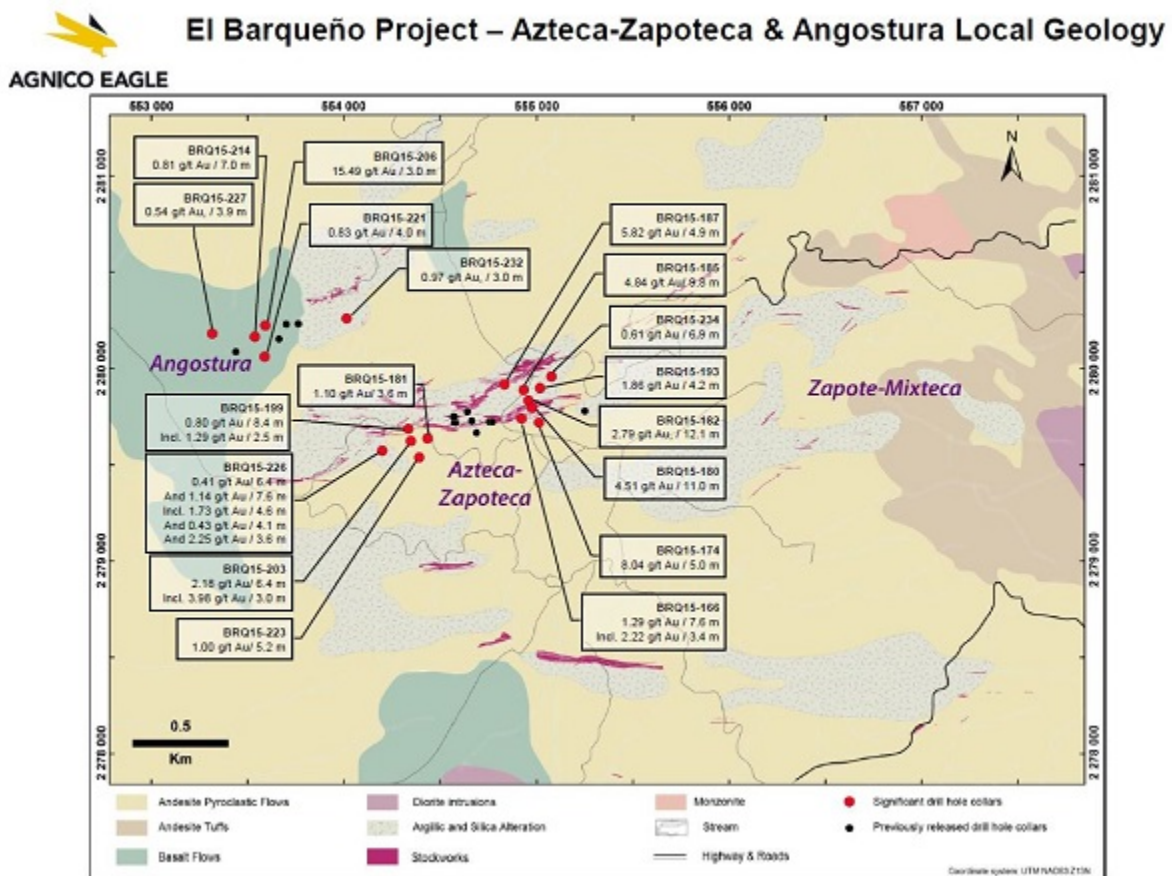 El Barqueño Project – Azteca-Zapoteca & Angostura Local Geology
AGNICO EAGLE
553 000
554 000
555 000
556 000
557 000
2 281 000
2 280 000
2 279 000
2 278 000
2 281 000
2 280 000
2 279 000
2 278 000
N
BRQ15-214
0.81 g/t Au / 7.0 m
BRQ15-227
0.54 g/t Au, / 3.9 m
BRQ15-206
15.49 g/t Au / 3.0 m
BRQ15-221
0.83 g/t Au / 4.0 m
BRQ15-232
0.97 g/t Au, / 3.0 m
BRQ15-187
5.82 g/t Au / 4.9 m
BRQ15-185
4.84 g/t Au/ 9.8 m
BRQ15-234
0.61 g/t Au / 6.9 m
BRQ15-193
1.86 g/t Au / 4.2 m
BRQ15-182
2.79 g/t Au, / 12.1 m
BRQ15-180
4.51 g/t Au / 11.0 m
BRQ15-174
8.04 g/t Au / 5.0 m
BRQ15-166
1.29 g/t Au / 7.6 m
Incl. 2.22 g/t Au / 3.4 m
BRQ15-181
1.10 g/t Au/ 3.6 m
BRQ15-199
0.80 g/t Au / 8.4 m
Incl. 1.29 g/t Au / 2.5 m
BRQ15-226
0.41 g/t Au/ 6.4 m
And 1.14 g/t Au / 7.6 m
Incl. 1.73 g/t Au / 4.6 m
And 0.43 g/t Au / 4.1 m
And 2.25 g/t Au / 3.6 m
BRQ15-203
2.18 g/t Au/ 6.4 m
Incl. 3.98 g/t Au / 3.0 m
BRQ15-223
1.00 g/t Au/ 5.2 m
Angostura
Azteca-
Zapoteca
Zapote-Mixteca
0.5
Km
Andesite Pyroclastic Flows
Andesite Tuffs
Basalt Flows
Diorite intrusions
Argillic and Silica Alteration
Stockworks
Monzonite
Stream
Highway & Roads
Significant drill hole collars
Previously released drill hole collars
Coordinate system: UTM NAD83 Z13N